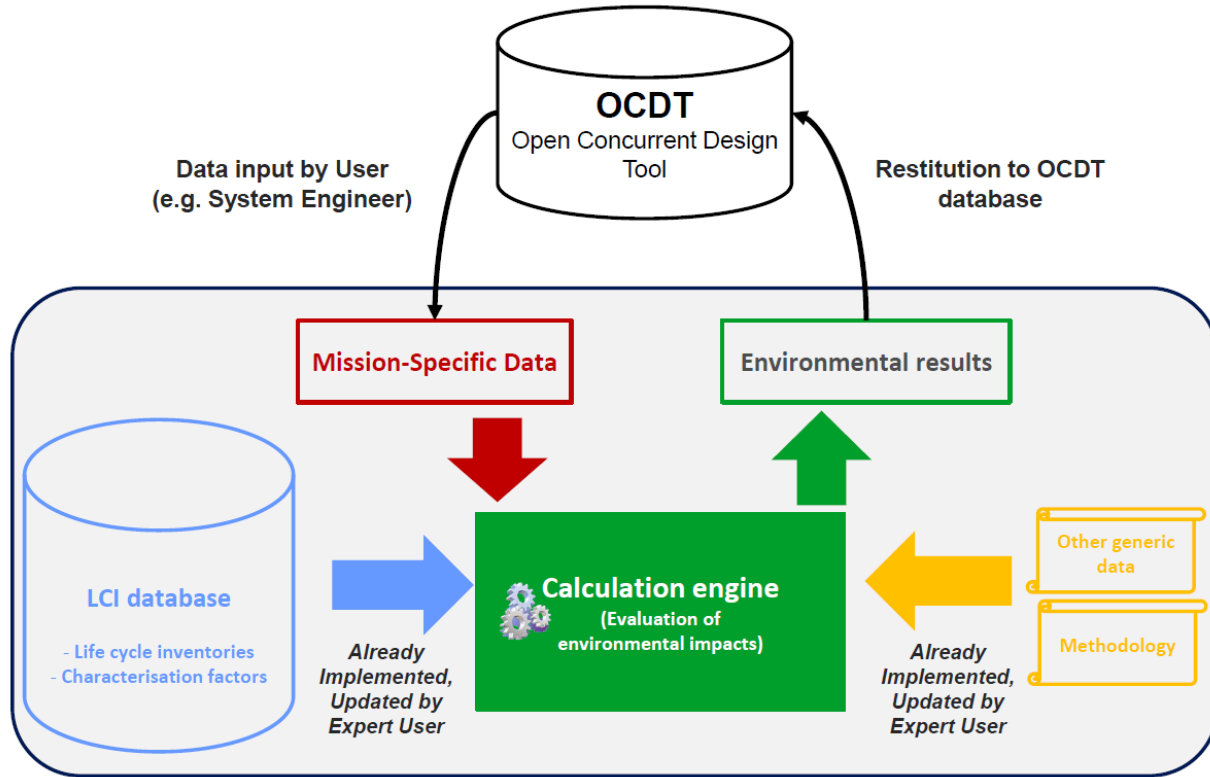 OCDT
Open Concurrent Design
Tool
Data input by User
(e.g. System Engineer)
Restitution to OCDT
database
Mission-Specific Data
Environmental results
LCI database
- Life cycle inventories
- Characterisation factors
Already
Implemented,
Updated by
Expert User
Calculation engine
(Evaluation of
environmental impacts)
Already
Implemented,
Updated by
Expert User
Other generic
data
Methodology